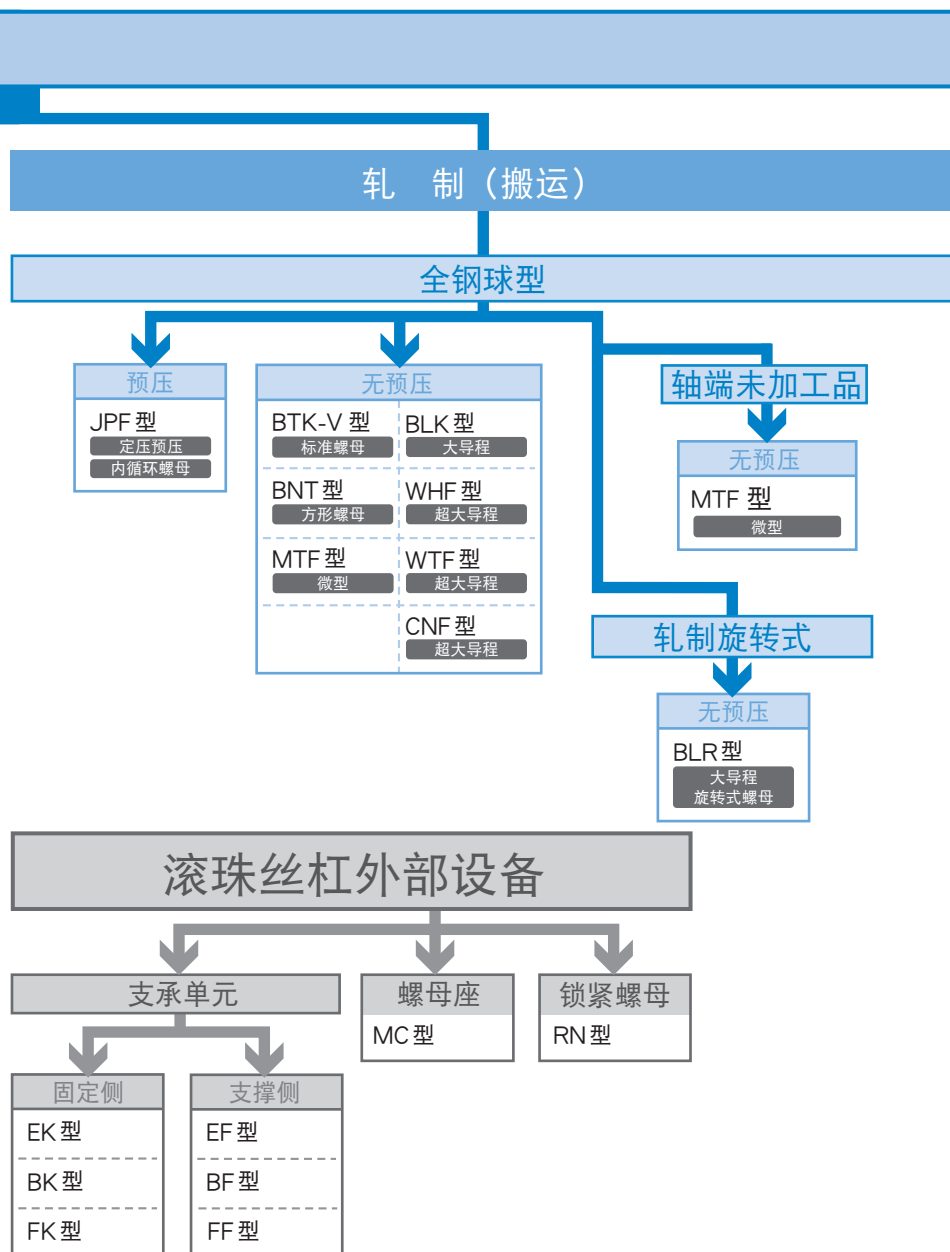 轧 制（搬运）
全钢球型
预压
JPF 型
定压预压
内循环螺母
无预压
BTK-V 型
标准螺母
BLK 型
大导程
BNT 型
方形螺母
WHF 型
超大导程
MTF 型
微型
WTF 型
超大导程
CNF 型
超大导程
轴端未加工品
无预压
MTF 型
微型
轧制旋转式
无预压
BLR 型
大导程
旋转式螺母
滚珠丝杠外部设备
支承单元
固定侧
EK 型
BK 型
FK 型
支撑侧
EF 型
BF 型
FF 型
螺母座
MC 型
锁紧螺母
RN 型